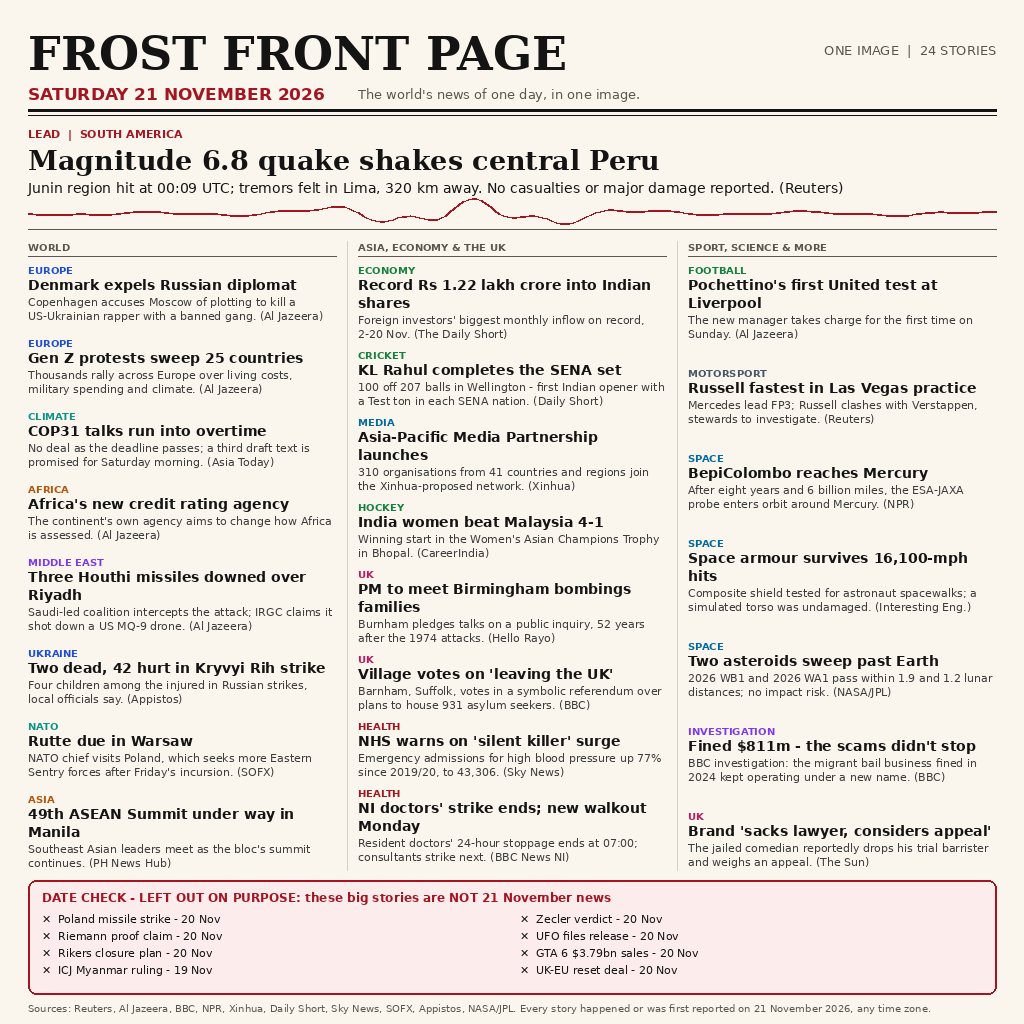 FROST FRONT PAGE
ONE IMAGE | 24 STORIES
SATURDAY 21 NOVEMBER 2026
The world's news of one day, in one image.
LEAD | SOUTH AMERICA
Magnitude 6.8 quake shakes central Peru
Junin region hit at 00:09 UTC; tremors felt in Lima, 320 km away. No casualties or major damage reported. (Reuters)
WORLD
EUROPE
Denmark expels Russian diplomat
Copenhagen accuses Moscow of plotting to kill a
US-Ukrainian rapper with a banned gang. (Al Jazeera)
EUROPE
Gen Z protests sweep 25 countries
Thousands rally across Europe over living costs,
military spending and climate. (Al Jazeera)
CLIMATE
COP31 talks run into overtime
No deal as the deadline passes; a third draft text is
promised for Saturday morning. (Asia Today)
AFRICA
Africa's new credit rating agency
The continent's own agency aims to change how Africa
is assessed. (Al Jazeera)
MIDDLE EAST
Three Houthi missiles downed over
Riyadh
Saudi-led coalition intercepts the attack; IRGC claims it
shot down a US MQ-9 drone. (Al Jazeera)
UKRAINE
Two dead, 42 hurt in Kryvyi Rih strike
Four children among the injured in Russian strikes,
local officials say. (Appistos)
NATO
Rutte due in Warsaw
NATO chief visits Poland, which seeks more Eastern
Sentry forces after Friday's incursion. (SOFX)
ASIA
49th ASEAN Summit under way in
Manila
Southeast Asian leaders meet as the bloc's summit
continues. (PH News Hub)
ASIA, ECONOMY & THE UK
ECONOMY
Record Rs 1.22 lakh crore into Indian
shares
Foreign investors' biggest monthly inflow on record,
2-20 Nov. (The Daily Short)
CRICKET
KL Rahul completes the SENA set
100 off 207 balls in Wellington - first Indian opener with
a Test ton in each SENA nation. (Daily Short)
MEDIA
Asia-Pacific Media Partnership
launches
310 organisations from 41 countries and regions join
the Xinhua-proposed network. (Xinhua)
HOCKEY
India women beat Malaysia 4-1
Winning start in the Women's Asian Champions Trophy
in Bhopal. (CareerIndia)
UK
PM to meet Birmingham bombings
families
Burnham pledges talks on a public inquiry, 52 years
after the 1974 attacks. (Hello Rayo)
UK
Village votes on 'leaving the UK'
Barnham, Suffolk, votes in a symbolic referendum over
plans to house 931 asylum seekers. (BBC)
HEALTH
NHS warns on 'silent killer' surge
Emergency admissions for high blood pressure up 77%
since 2019/20, to 43,306. (Sky News)
HEALTH
NI doctors' strike ends; new walkout
Monday
Resident doctors' 24-hour stoppage ends at 07:00;
consultants strike next. (BBC News NI)
SPORT, SCIENCE & MORE
FOOTBALL
Pochettino's first United test at
Liverpool
The new manager takes charge for the first time on
Sunday. (Al Jazeera)
MOTORSPORT
Russell fastest in Las Vegas practice
Mercedes lead FP3; Russell clashes with Verstappen,
stewards to investigate. (Reuters)
SPACE
BepiColombo reaches Mercury
After eight years and 6 billion miles, the ESA-JAXA
probe enters orbit around Mercury. (NPR)
SPACE
Space armour survives 16,100-mph
hits
Composite shield tested for astronaut spacewalks; a
simulated torso was undamaged. (Interesting Eng.)
SPACE
Two asteroids sweep past Earth
2026 WB1 and 2026 WA1 pass within 1.9 and 1.2 lunar
distances; no impact risk. (NASA/JPL)
INVESTIGATION
Fined $811m - the scams didn't stop
BBC investigation: the migrant bail business fined in
2024 kept operating under a new name. (BBC)
UK
Brand 'sacks lawyer, considers appeal'
The jailed comedian reportedly drops his trial barrister
and weighs an appeal. (The Sun)
DATE CHECK - LEFT OUT ON PURPOSE: these big stories are NOT 21 November news
✕ Poland missile strike - 20 Nov
✕ Riemann proof claim - 20 Nov
✕ Rikers closure plan - 20 Nov
✕ ICJ Myanmar ruling - 19 Nov
✕ Zecler verdict - 20 Nov
✕ UFO files release - 20 Nov
✕ GTA 6 $3.79bn sales - 20 Nov
✕ UK-EU reset deal - 20 Nov
Sources: Reuters, Al Jazeera, BBC, NPR, Xinhua, Daily Short, Sky News, SOFX, Appistos, NASA/JPL. Every story happened or was first reported on 21 November 2026, any time zone.